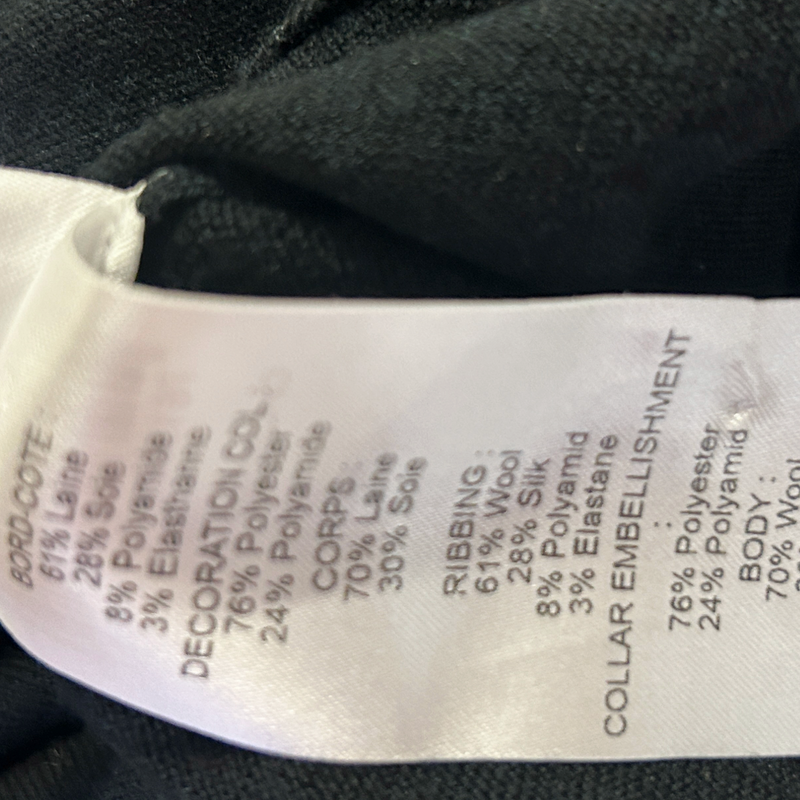 BORD-COTE :
61% Laine
28% Soie
8% Polyamide
3% Elasthanne
DECORATION COL :
76% Polyester
24% Polyamide
CORPS :
70% Laine
30% Soie
RIBBING :
61% Wool
28% Silk
8% Polyamid
3% Elastane
COLLAR EMBELLISHMENT
:
76% Polyester
24% Polyamid
BODY :
70% Wool